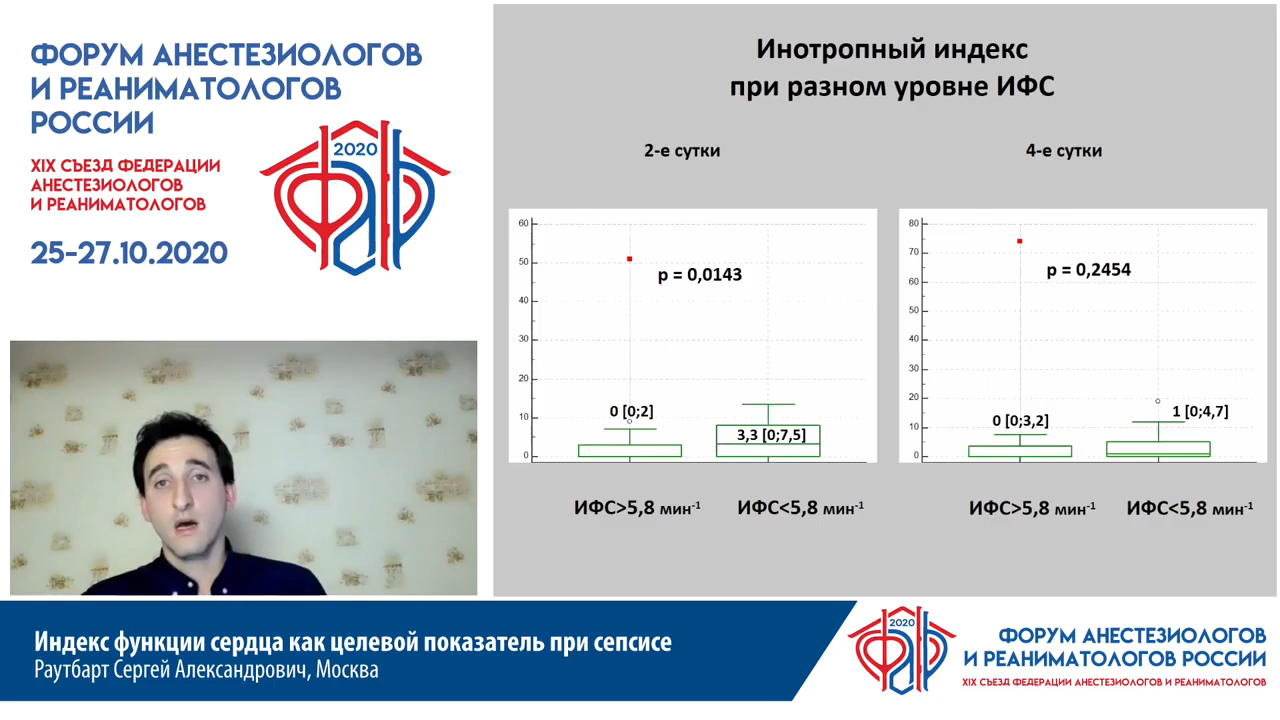 ФОРУМ АНЕСТЕЗИОЛОГОВ
И РЕАНИМАТОЛОГОВ
РОССИИ
XIX СЪЕЗД ФЕДЕРАЦИИ
АНЕСТЕЗИОЛОГОВ
И РЕАНИМАТОЛОГОВ
25-27.10.2020
2020
ФАР
Инотропный индекс
при разном уровне ИФС
2-е сутки
60
50
40
30
20
10
0
p = 0,0143
0 [0;2]
3,3 [0;7,5]
ИФС>5,8 мин-1
ИФС<5,8 мин-1
4-е сутки
80
70
60
50
40
30
20
10
0
p = 0,2454
0 [0;3,2]
1 [0;4,7]
ИФС>5,8 мин-1
ИФС<5,8 мин-1
Индекс функции сердца как целевой показатель при сепсисе
Раутбарт Сергей Александрович, Москва
2020
ФАР
ФОРУМ АНЕСТЕЗИОЛОГОВ
И РЕАНИМАТОЛОГОВ РОССИИ
XIX СЪЕЗД ФЕДЕРАЦИИ АНЕСТЕЗИОЛОГОВ И РЕАНИМАТОЛОГОВ